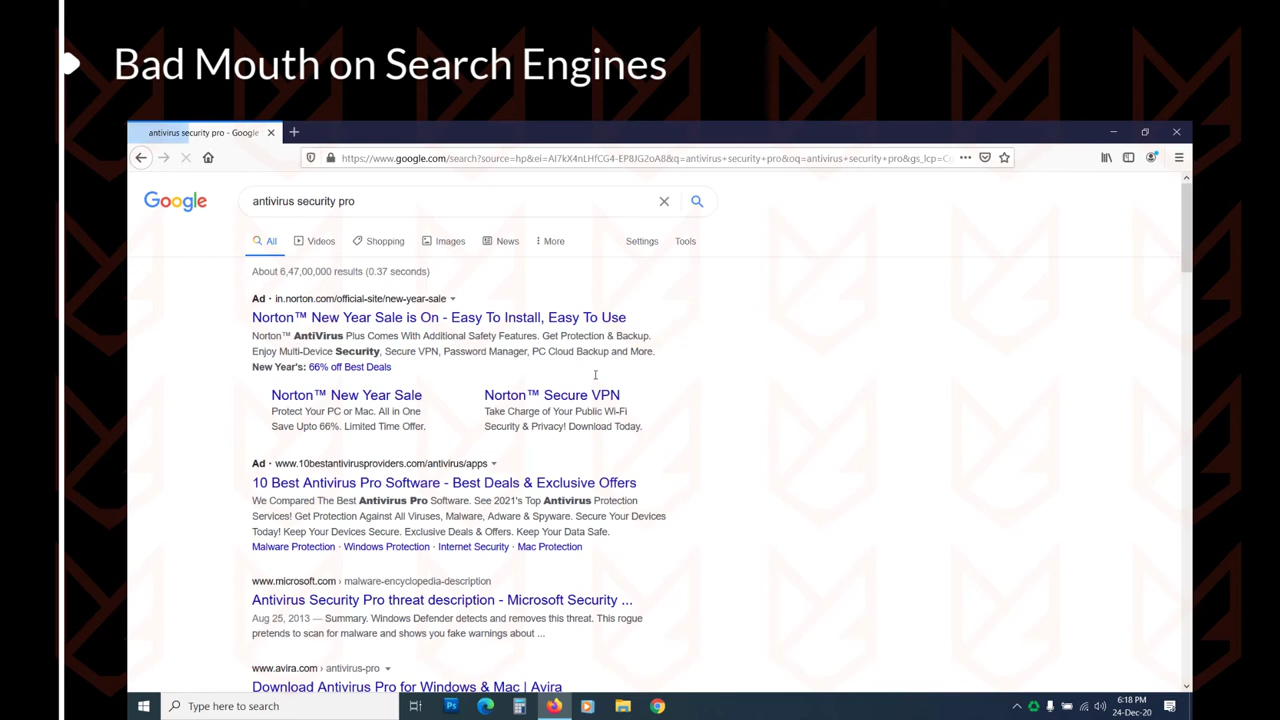 Bad Mouth on Search Engines
antivirus security pro - Google
https://www.google.com/search?source=hp&ei=AI7kX4nLHfCG4-EP8JG2oA8&q=antivirus+security+pro&oq=antivirus+security+pro&gs_lcp=C
Google
antivirus security pro
All Videos Shopping Images News More Settings Tools
About 6,47,00,000 results (0.37 seconds)
Ad · in.norton.com/official-site/new-year-sale
Norton™ New Year Sale is On - Easy To Install, Easy To Use
Norton™ AntiVirus Plus Comes With Additional Safety Features. Get Protection & Backup.
Enjoy Multi-Device Security, Secure VPN, Password Manager, PC Cloud Backup and More.
New Year's: 66% off Best Deals
Norton™ New Year Sale
Protect Your PC or Mac. All in One
Save Upto 66%. Limited Time Offer.
Norton™ Secure VPN
Take Charge of Your Public Wi-Fi
Security & Privacy! Download Today.
Ad · www.10bestantivirusproviders.com/antivirus/apps
10 Best Antivirus Pro Software - Best Deals & Exclusive Offers
We Compared The Best Antivirus Pro Software. See 2021's Top Antivirus Protection
Services! Get Protection Against All Viruses, Malware, Adware & Spyware. Secure Your Devices
Today! Keep Your Devices Secure. Exclusive Deals & Offers. Keep Your Data Safe.
Malware Protection · Windows Protection · Internet Security · Mac Protection
www.microsoft.com › malware-encyclopedia-description
Antivirus Security Pro threat description - Microsoft Security ...
Aug 25, 2013 — Summary. Windows Defender detects and removes this threat. This rogue
pretends to scan for malware and shows you fake warnings about ...
www.avira.com › antivirus-pro
Download Antivirus Pro for Windows & Mac | Avira
Type here to search
Ps
6:18 PM
24-Dec-20